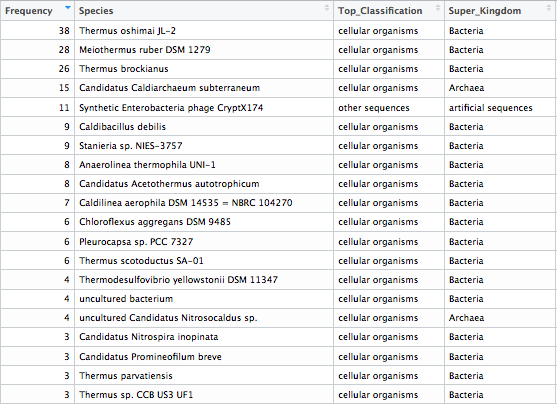 Frequency Species Top_Classification Super_Kingdom
38 Thermus oshimai JL-2 cellular organisms Bacteria
28 Meiothermus ruber DSM 1279 cellular organisms Bacteria
26 Thermus brockianus cellular organisms Bacteria
15 Candidatus Caldiarchaeum subterraneum cellular organisms Archaea
11 Synthetic Enterobacteria phage CryptX174 other sequences artificial sequences
9 Caldibacillus debilis cellular organisms Bacteria
9 Stanieria sp. NIES-3757 cellular organisms Bacteria
8 Anaerolinea thermophila UNI-1 cellular organisms Bacteria
8 Candidatus Acetothermus autotrophicum cellular organisms Bacteria
7 Caldilinea aerophila DSM 14535 = NBRC 104270 cellular organisms Bacteria
6 Chloroflexus aggregans DSM 9485 cellular organisms Bacteria
6 Pleurocapsa sp. PCC 7327 cellular organisms Bacteria
6 Thermus scotoductus SA-01 cellular organisms Bacteria
4 Thermodesulfovibrio yellowstonii DSM 11347 cellular organisms Bacteria
4 uncultured bacterium cellular organisms Bacteria
4 uncultured Candidatus Nitrosocaldus sp. cellular organisms Archaea
3 Candidatus Nitrospira inopinata cellular organisms Bacteria
3 Candidatus Promineofilum breve cellular organisms Bacteria
3 Thermus parvatiensis cellular organisms Bacteria
3 Thermus sp. CCB US3 UF1 cellular organisms Bacteria